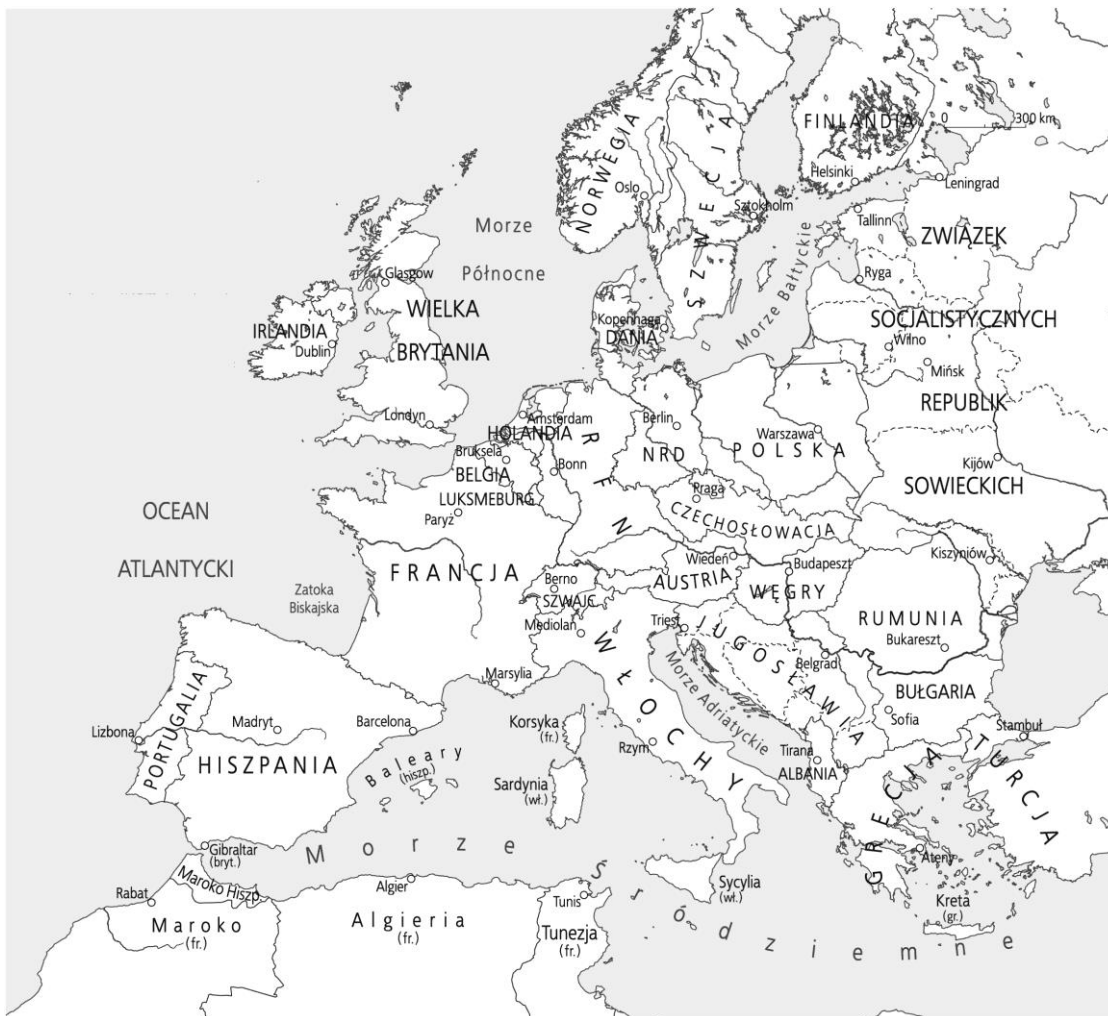 FINLANDIA
0 300 km
NORWEGIA
SZWECJA
Helsinki
Leningrad
Oslo
Sztokholm
Tallinn
Morze
Północne
ZWIĄZEK
Morze Bałtyckie
Ryga
Glasgow
WIELKA
BRYTANIA
IRLANDIA
Dublin
Kopenhaga
DANIA
SOCJALISTYCZNYCH
Wilno
Mińsk
REPUBLIK
Londyn
Amsterdam
HOLANDIA
Berlin
NRD
RFN
Warszawa
POLSKA
Bruksela
BELGIA
Bonn
Kijów
SOWIECKICH
LUKSMEBURG
Paryż
Praga
CZECHOSŁOWACJA
OCEAN
ATLANTYCKI
Zatoka
Biskajska
FRANCJA
Wiedeń
Budapeszt
Kiszyniów
Berno
SZWAJC
AUSTRIA
WĘGRY
RUMUNIA
Bukareszt
Mediolan
Triest
JUGOSŁAWIA
Belgrad
WŁOCHY
Morze Adriatyckie
Marsylia
BUŁGARIA
Sofia
Stambuł
PORTUGALIA
Lizbona
Madryt
Barcelona
HISZPANIA
Korsyka
(fr.)
Rzym
Tirana
ALBANIA
GRECJA
TURCJA
Baleary
(hiszp.)
Sardynia
(wł.)
Gibraltar
(bryt.)
Morze Śródziemne
Ateny
Maroko Hiszp.
Rabat
Algier
Tunis
Sycylia
(wł.)
Kreta
(gr.)
Maroko
(fr.)
Algieria
(fr.)
Tunezja
(fr.)